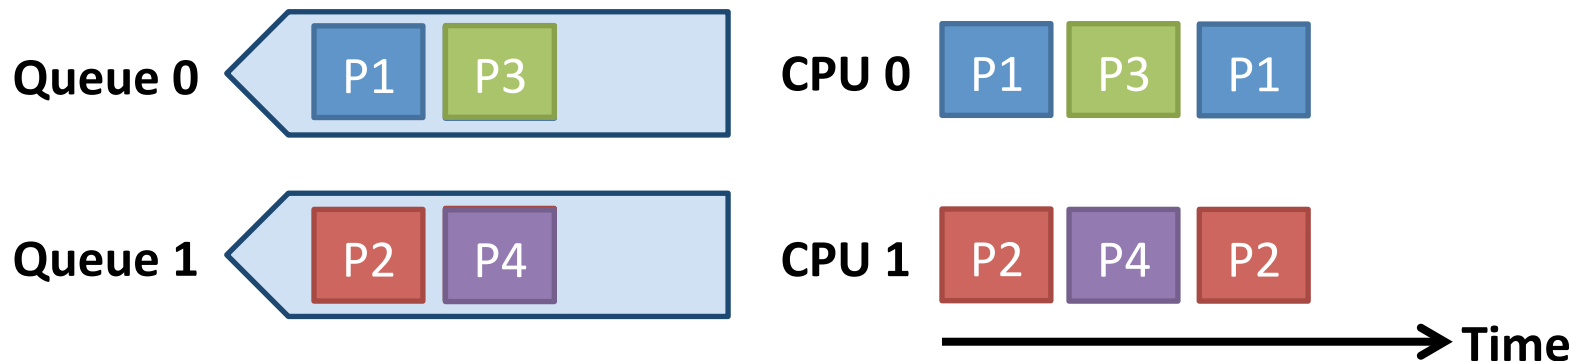 Queue 0 P1 P3 CPU 0 P1 P3 P1
Queue 1 P2 P4 CPU 1 P2 P4 P2
Time